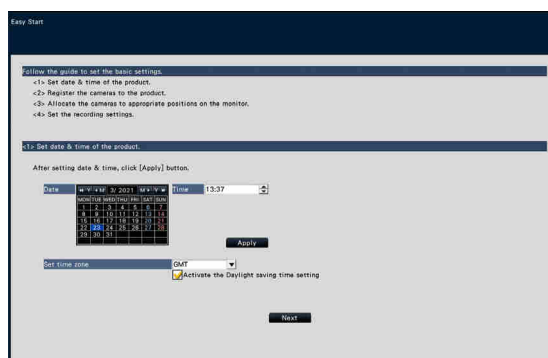 Easy Start
Follow the guide to set the basic settings.
<1> Set date & time of the product.
<2> Register the cameras to the product.
<3> Allocate the cameras to appropriate positions on the monitor.
<4> Set the recording settings.
<1> Set date & time of the product.
After setting date & time, click [Apply] button.
Date « Y ‹ M 3/ 2021 M › Y » Time 13:37
MON TUE WED THU FRI SAT SUN
1 2 3 4 5 6 7
8 9 10 11 12 13 14
15 16 17 18 19 20 21
22 23 24 25 26 27 28
29 30 31
Apply
Set time zone GMT
Activate the Daylight saving time setting
Next